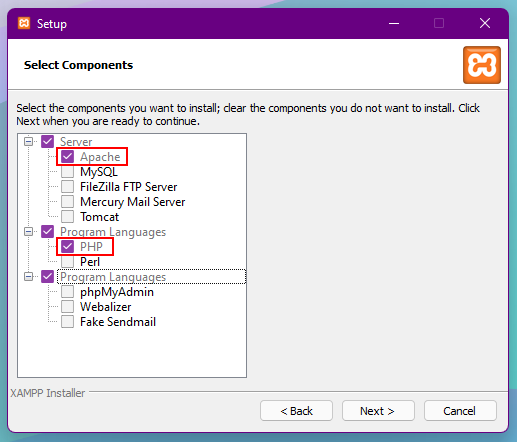 Setup
Select Components
Select the components you want to install; clear the components you do not want to install. Click
Next when you are ready to continue.
Server
Apache
MySQL
FileZilla FTP Server
Mercury Mail Server
Tomcat
Program Languages
PHP
Perl
Program Languages
phpMyAdmin
Webalizer
Fake Sendmail
XAMPP Installer
< Back
Next >
Cancel